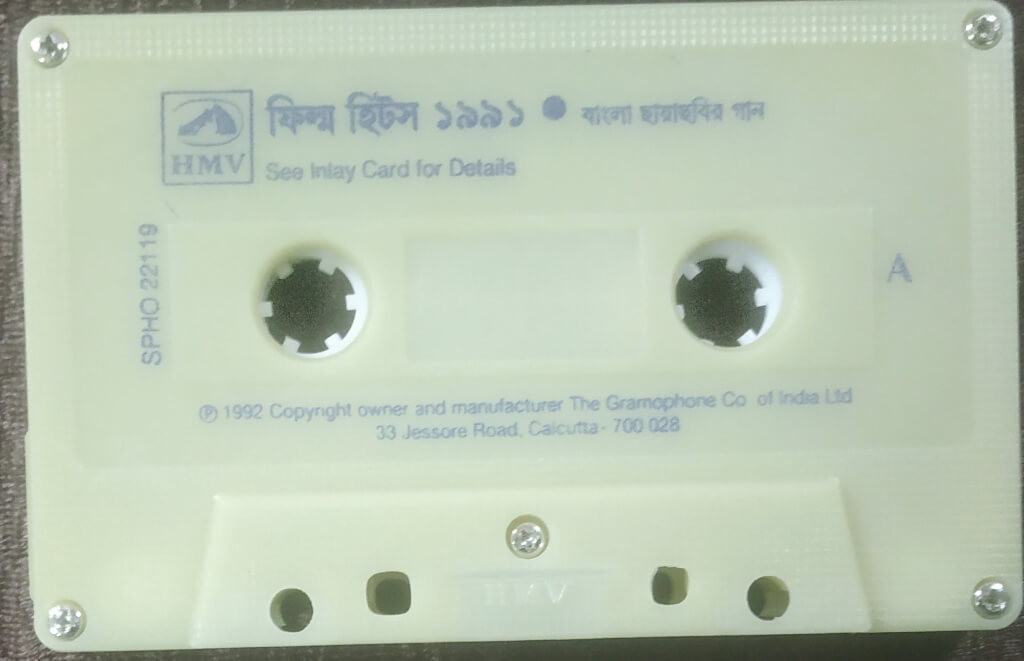 ফিল্ম হিটস ১৯৯১ ● বাংলা ছায়াছবির গান
HMV
See Inlay Card for Details
SPHO 22119
A
Ⓟ 1992 Copyright owner and manufacturer The Gramophone Co of India Ltd
33 Jessore Road, Calcutta - 700 028
HMV